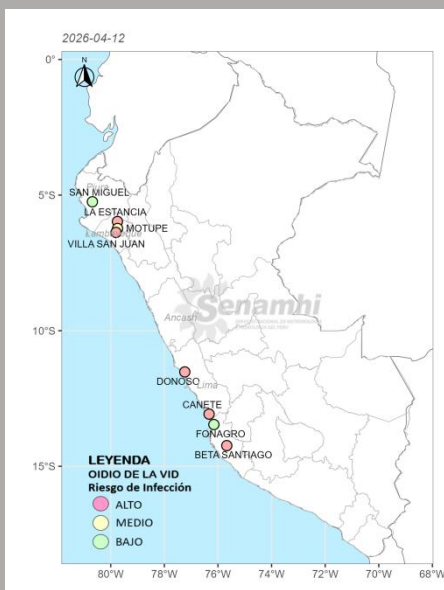 2026-04-12
N
0°
5°S
10°S
15°S
Piura
SAN MIGUEL
LA ESTANCIA
MOTUPE
Lambayeque
VILLA SAN JUAN
Senamhi
Ancash
DONOSO
Lima
CANETE
FONAGRO
BETA SANTIAGO
LEYENDA
OIDIO DE LA VID
Riesgo de Infección
ALTO
MEDIO
BAJO
80°W 78°W 76°W 74°W 72°W 70°W 68°W